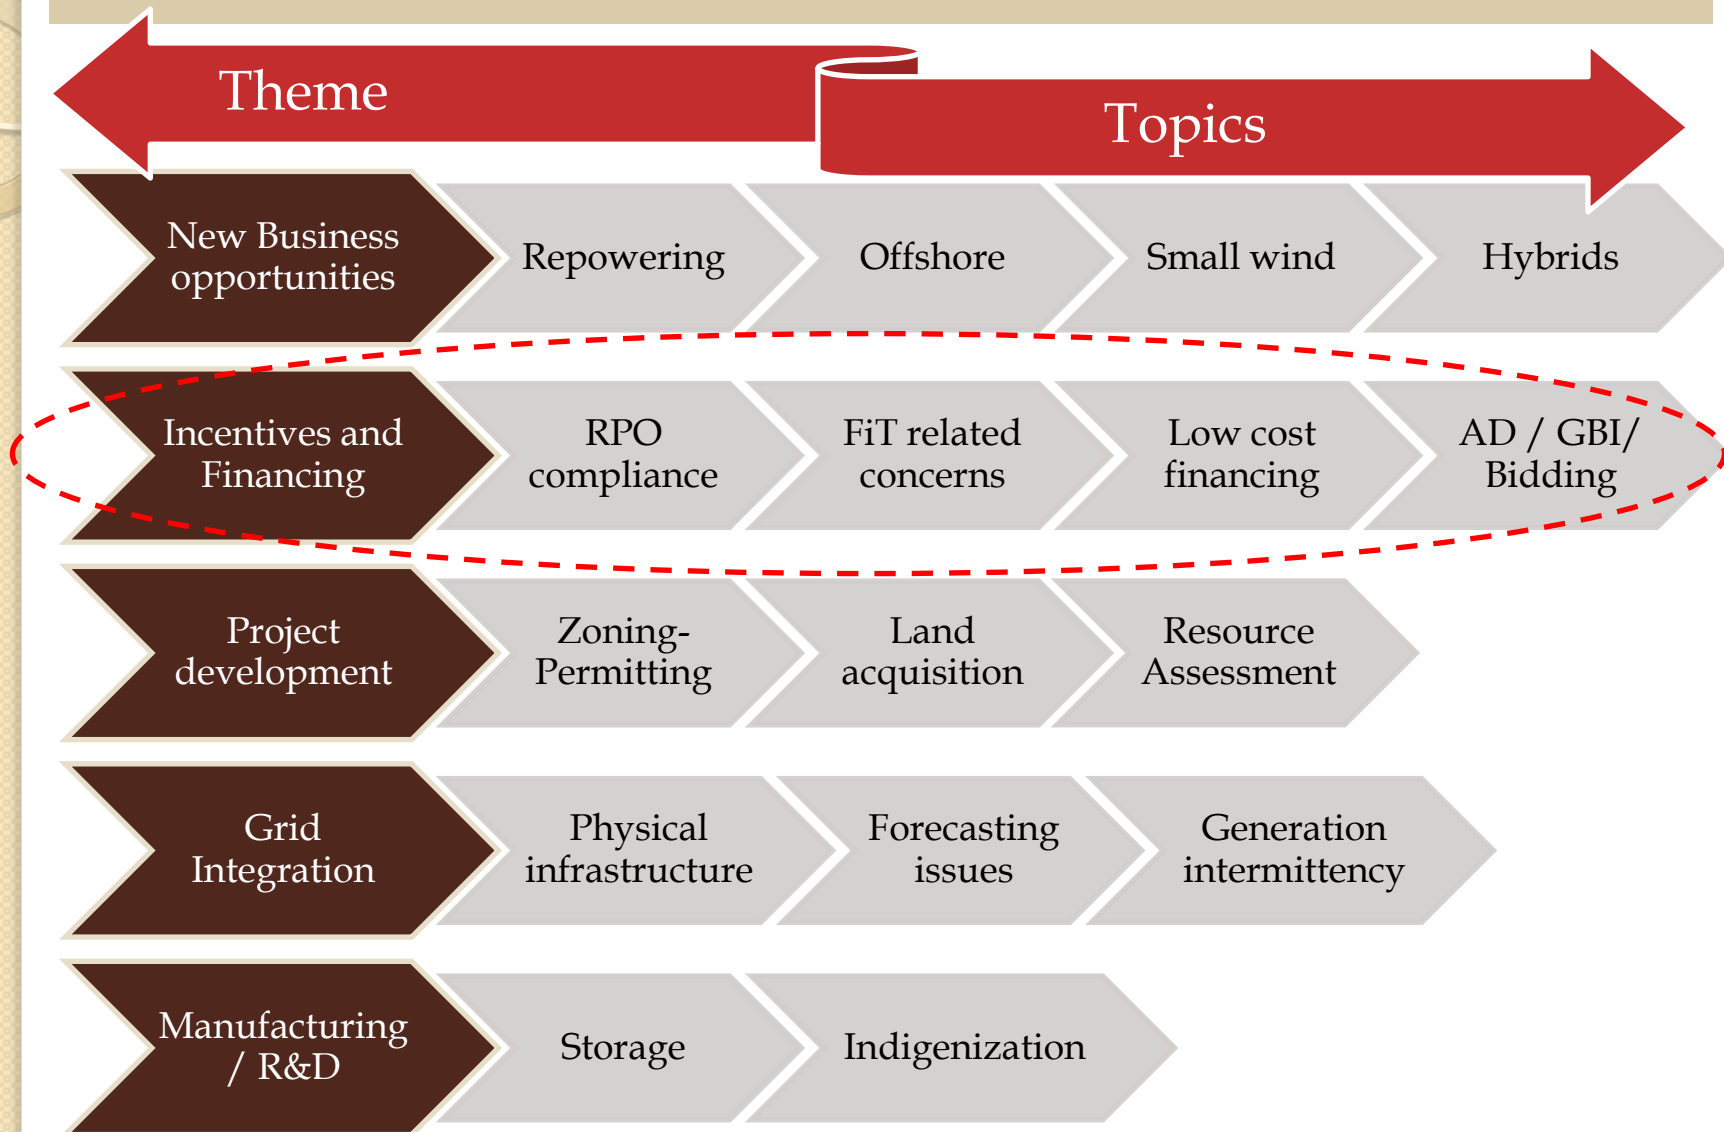 Theme
Topics
New Business
opportunities
Repowering
Offshore
Small wind
Hybrids
Incentives and
Financing
RPO
compliance
FiT related
concerns
Low cost
financing
AD / GBI/
Bidding
Project
development
Zoning-
Permitting
Land
acquisition
Resource
Assessment
Grid
Integration
Physical
infrastructure
Forecasting
issues
Generation
intermittency
Manufacturing
/ R&D
Storage
Indigenization